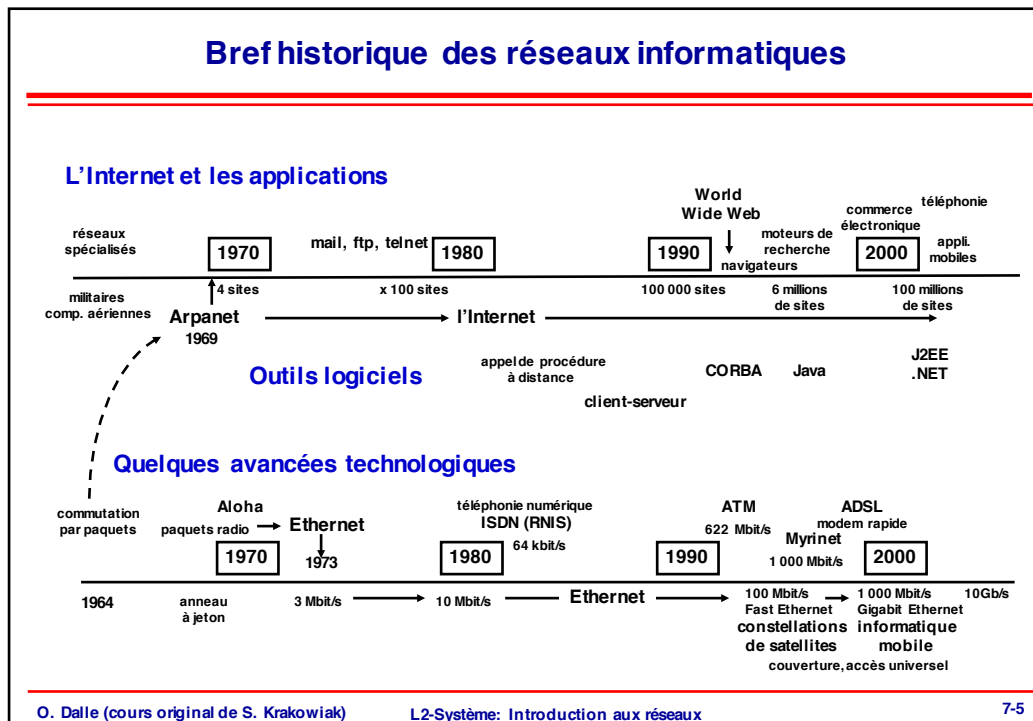 Bref historique des réseaux informatiques
L'Internet et les applications
World
Wide Web
commerce
électronique
téléphonie
réseaux
spécialisés
1970
mail, ftp, telnet
1980
1990
moteurs de
recherche
navigateurs
2000
appli.
mobiles
militaires
comp. aériennes
4 sites
x 100 sites
100 000 sites
6 millions
de sites
100 millions
de sites
Arpanet
1969
l'Internet
Outils logiciels
appel de procédure
à distance
client-serveur
CORBA
Java
J2EE
.NET
Quelques avancées technologiques
commutation
par paquets
Aloha
paquets radio
Ethernet
1970
1973
téléphonie numérique
ISDN (RNIS)
64 kbit/s
1980
ATM
622 Mbit/s
1990
ADSL
modem rapide
Myrinet
1 000 Mbit/s
2000
1964
anneau
à jeton
3 Mbit/s
10 Mbit/s
Ethernet
100 Mbit/s
Fast Ethernet
1 000 Mbit/s
Gigabit Ethernet
10Gb/s
constellations
de satellites
informatique
mobile
couverture, accès universel
O. Dalle (cours original de S. Krakowiak)
L2-Système: Introduction aux réseaux
7-5